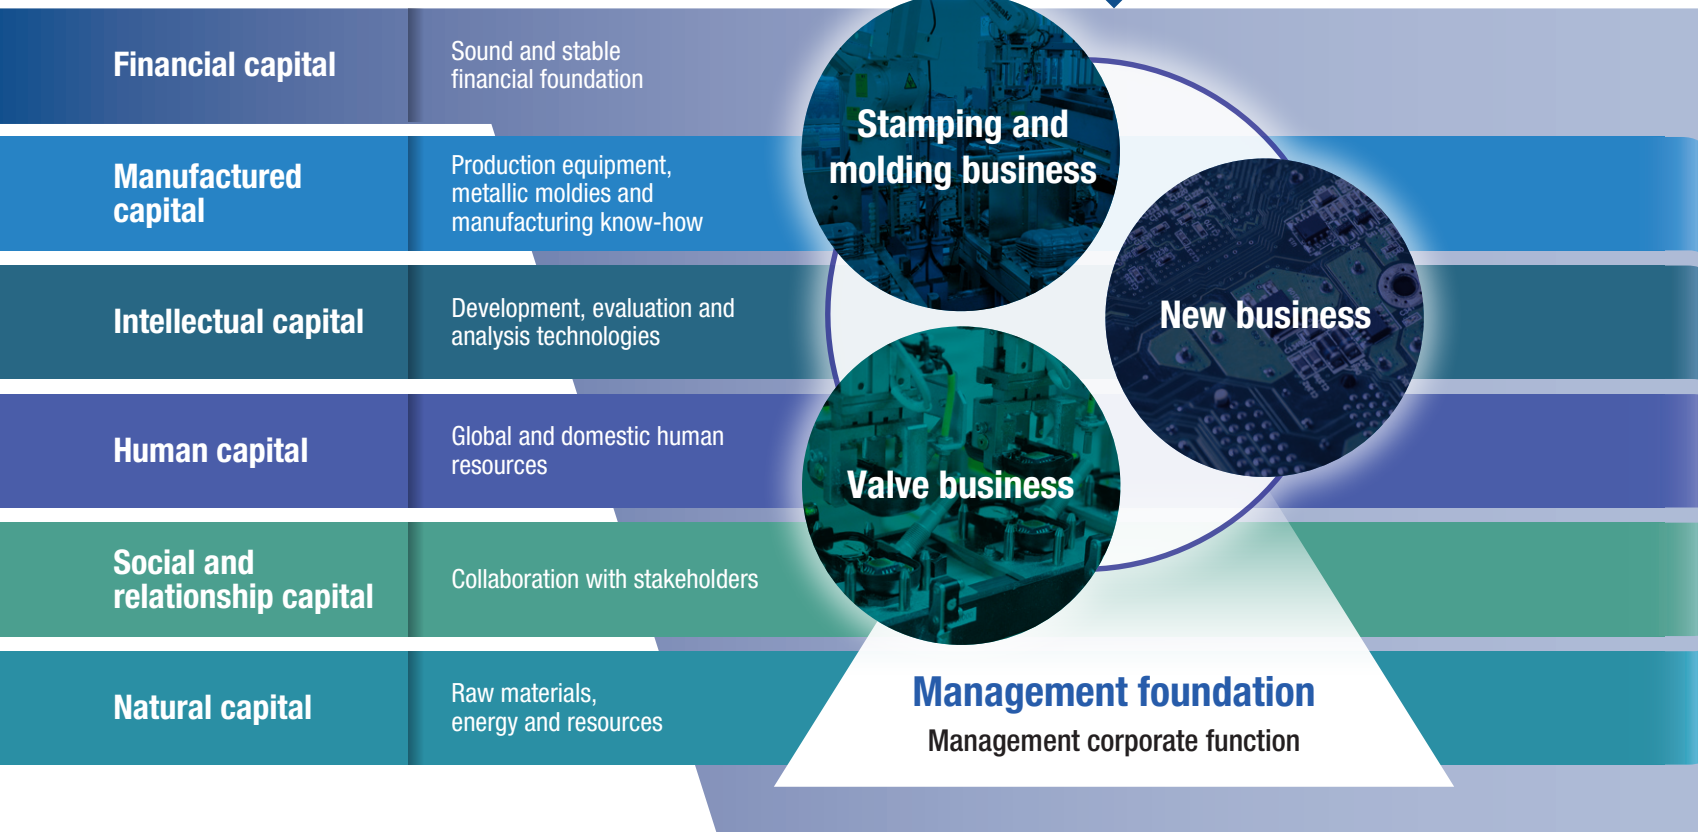 Financial capital
Sound and stable
financial foundation
Manufactured
capital
Production equipment,
metallic moldies and
manufacturing know-how
Intellectual capital
Development, evaluation and
analysis technologies
Human capital
Global and domestic human
resources
Social and
relationship capital
Collaboration with stakeholders
Natural capital
Raw materials,
energy and resources
Stamping and
molding business
New business
Valve business
Management foundation
Management corporate function